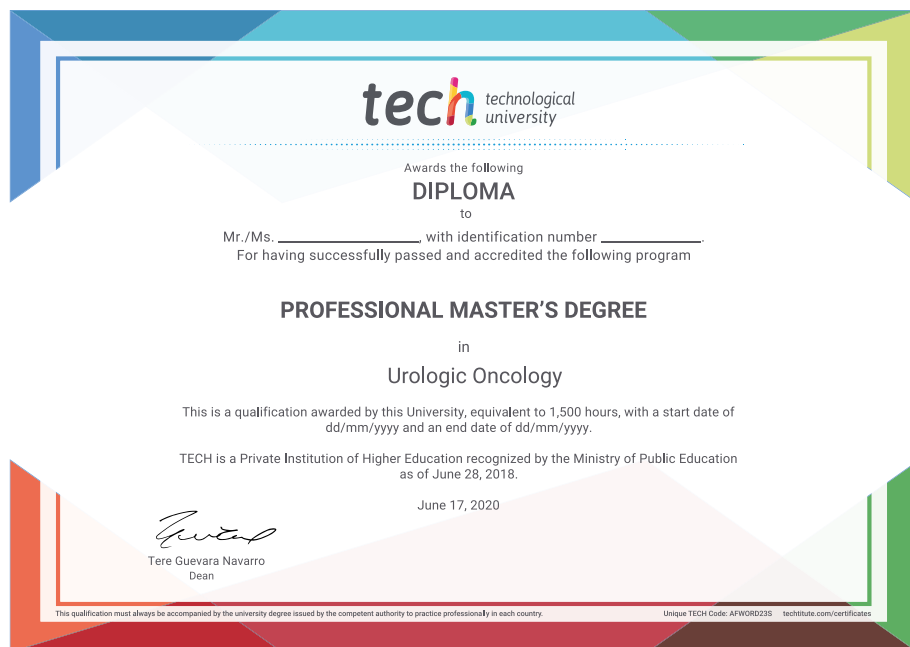 tech technological
university
Awards the following
DIPLOMA
to
Mr./Ms. ____________, with identification number ____________.
For having successfully passed and accredited the following program
PROFESSIONAL MASTER'S DEGREE
in
Urologic Oncology
This is a qualification awarded by this University, equivalent to 1,500 hours, with a start date of
dd/mm/yyyy and an end date of dd/mm/yyyy.
TECH is a Private Institution of Higher Education recognized by the Ministry of Public Education
as of June 28, 2018.
June 17, 2020
Tere Guevara Navarro
Dean
This qualification must always be accompanied by the university degree issued by the competent authority to practice professionally in each country.
Unique TECH Code: AFWORD23S techtitute.com/certificates